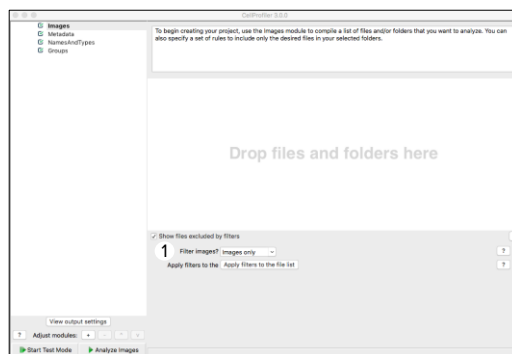 CellProfiler 3.0.0
Images
Metadata
NamesAndTypes
Groups
To begin creating your project, use the Images module to compile a list of files and/or folders that you want to analyze. You can
also specify a set of rules to include only the desired files in your selected folders.
Drop files and folders here
Show files excluded by filters
1 Filter images? Images only ?
Apply filters to the Apply filters to the file list ?
View output settings
? Adjust modules: + - ^ v
Start Test Mode Analyze Images